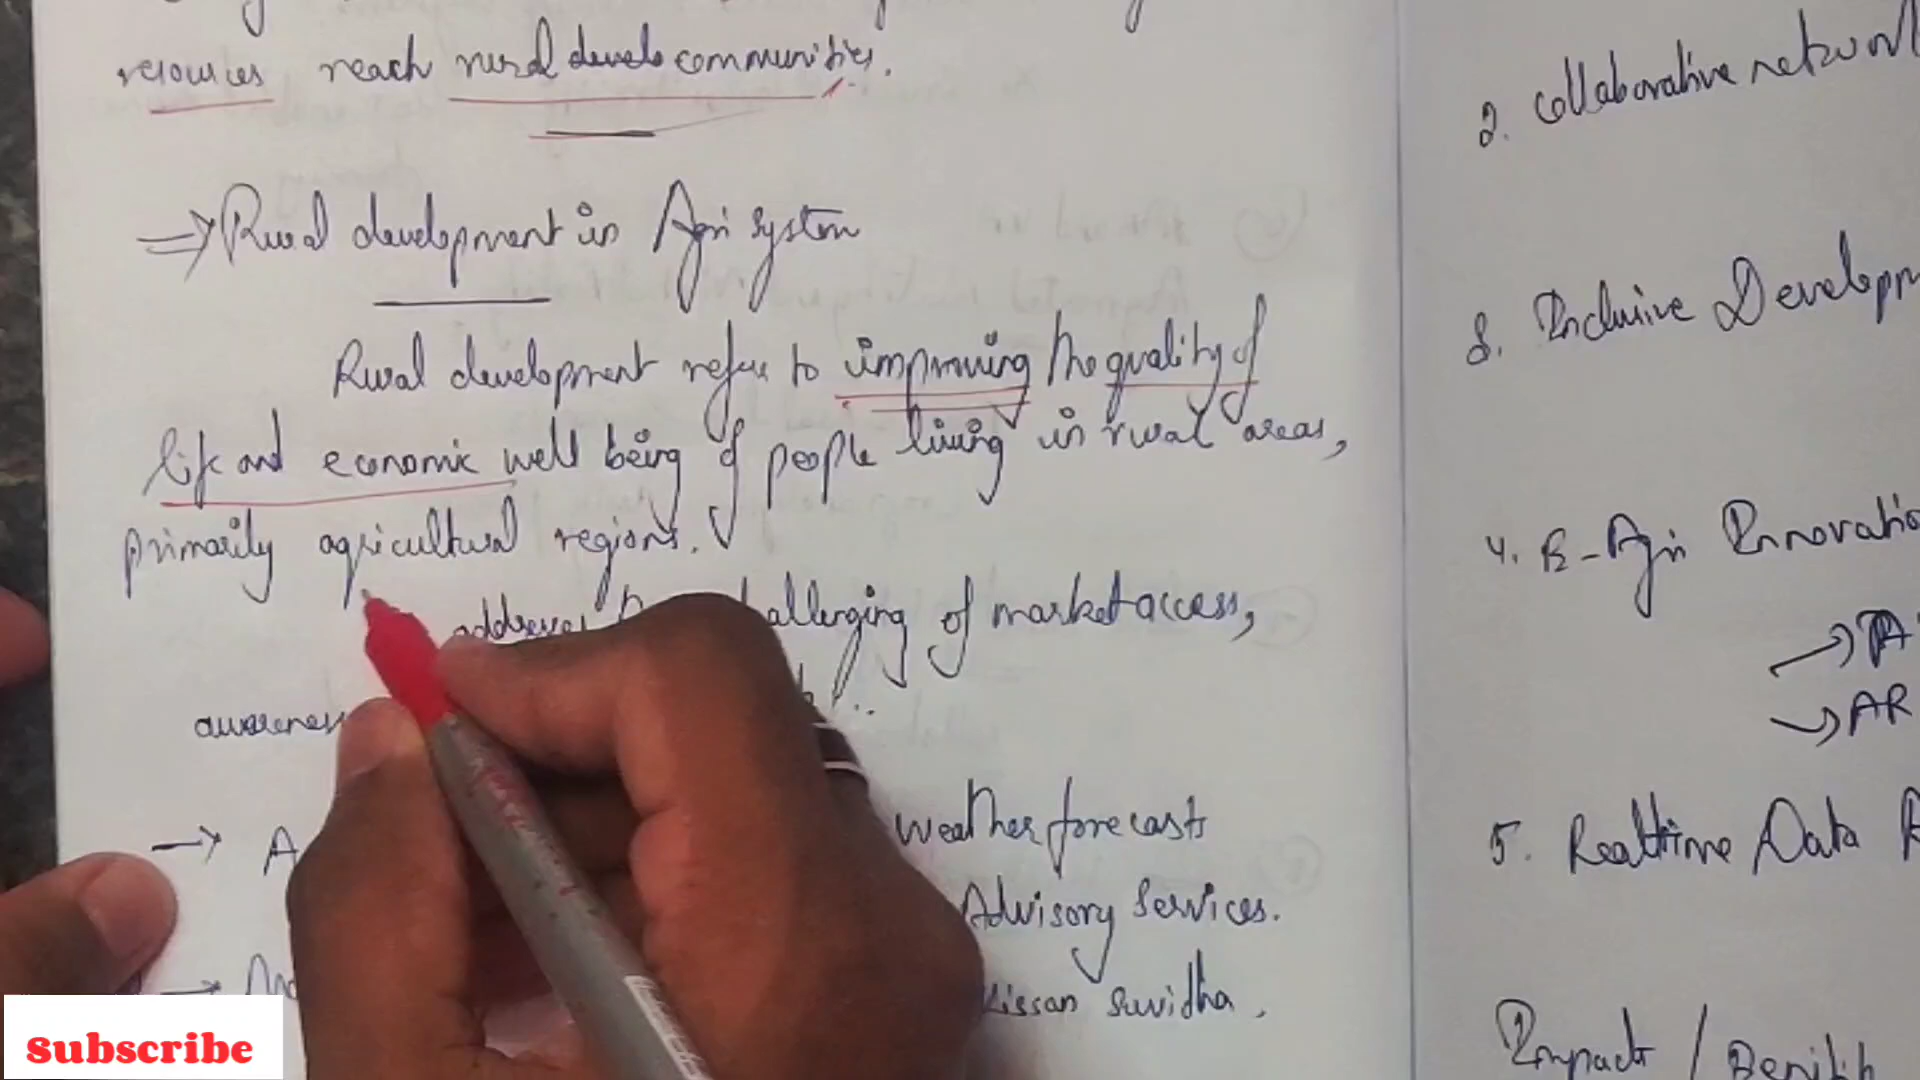 resources reach rural develo communities.
⇒ Rural development in Agri system
Rural development refers to improving the quality of
life and economic well being of people living in rural areas,
primarily agricultural regions.
addresses challenging of market access,
awareness
→ A weather forecasts
Advisory Services.
→ Kissan Suvidha.
2. Collaborative network
3. Inclusive Developm
4. E-Agri Innovatio
→ A
→ AR
5. Realtime Data
Impact / Benifit
subscribe